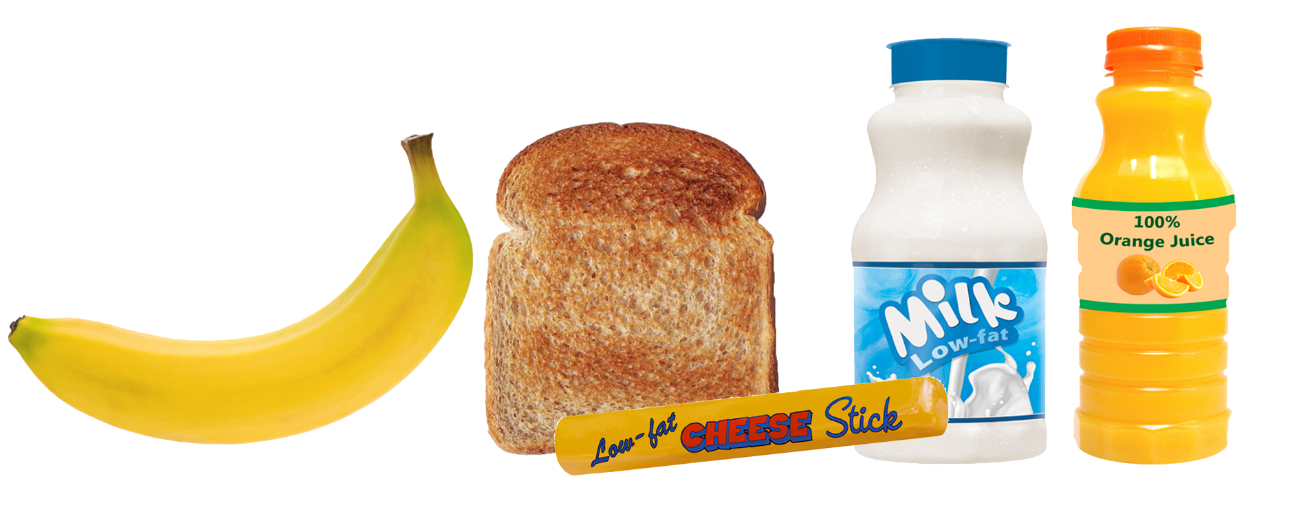 Milk
Low-fat
100%
Orange Juice
Low-fat CHEESE Stick